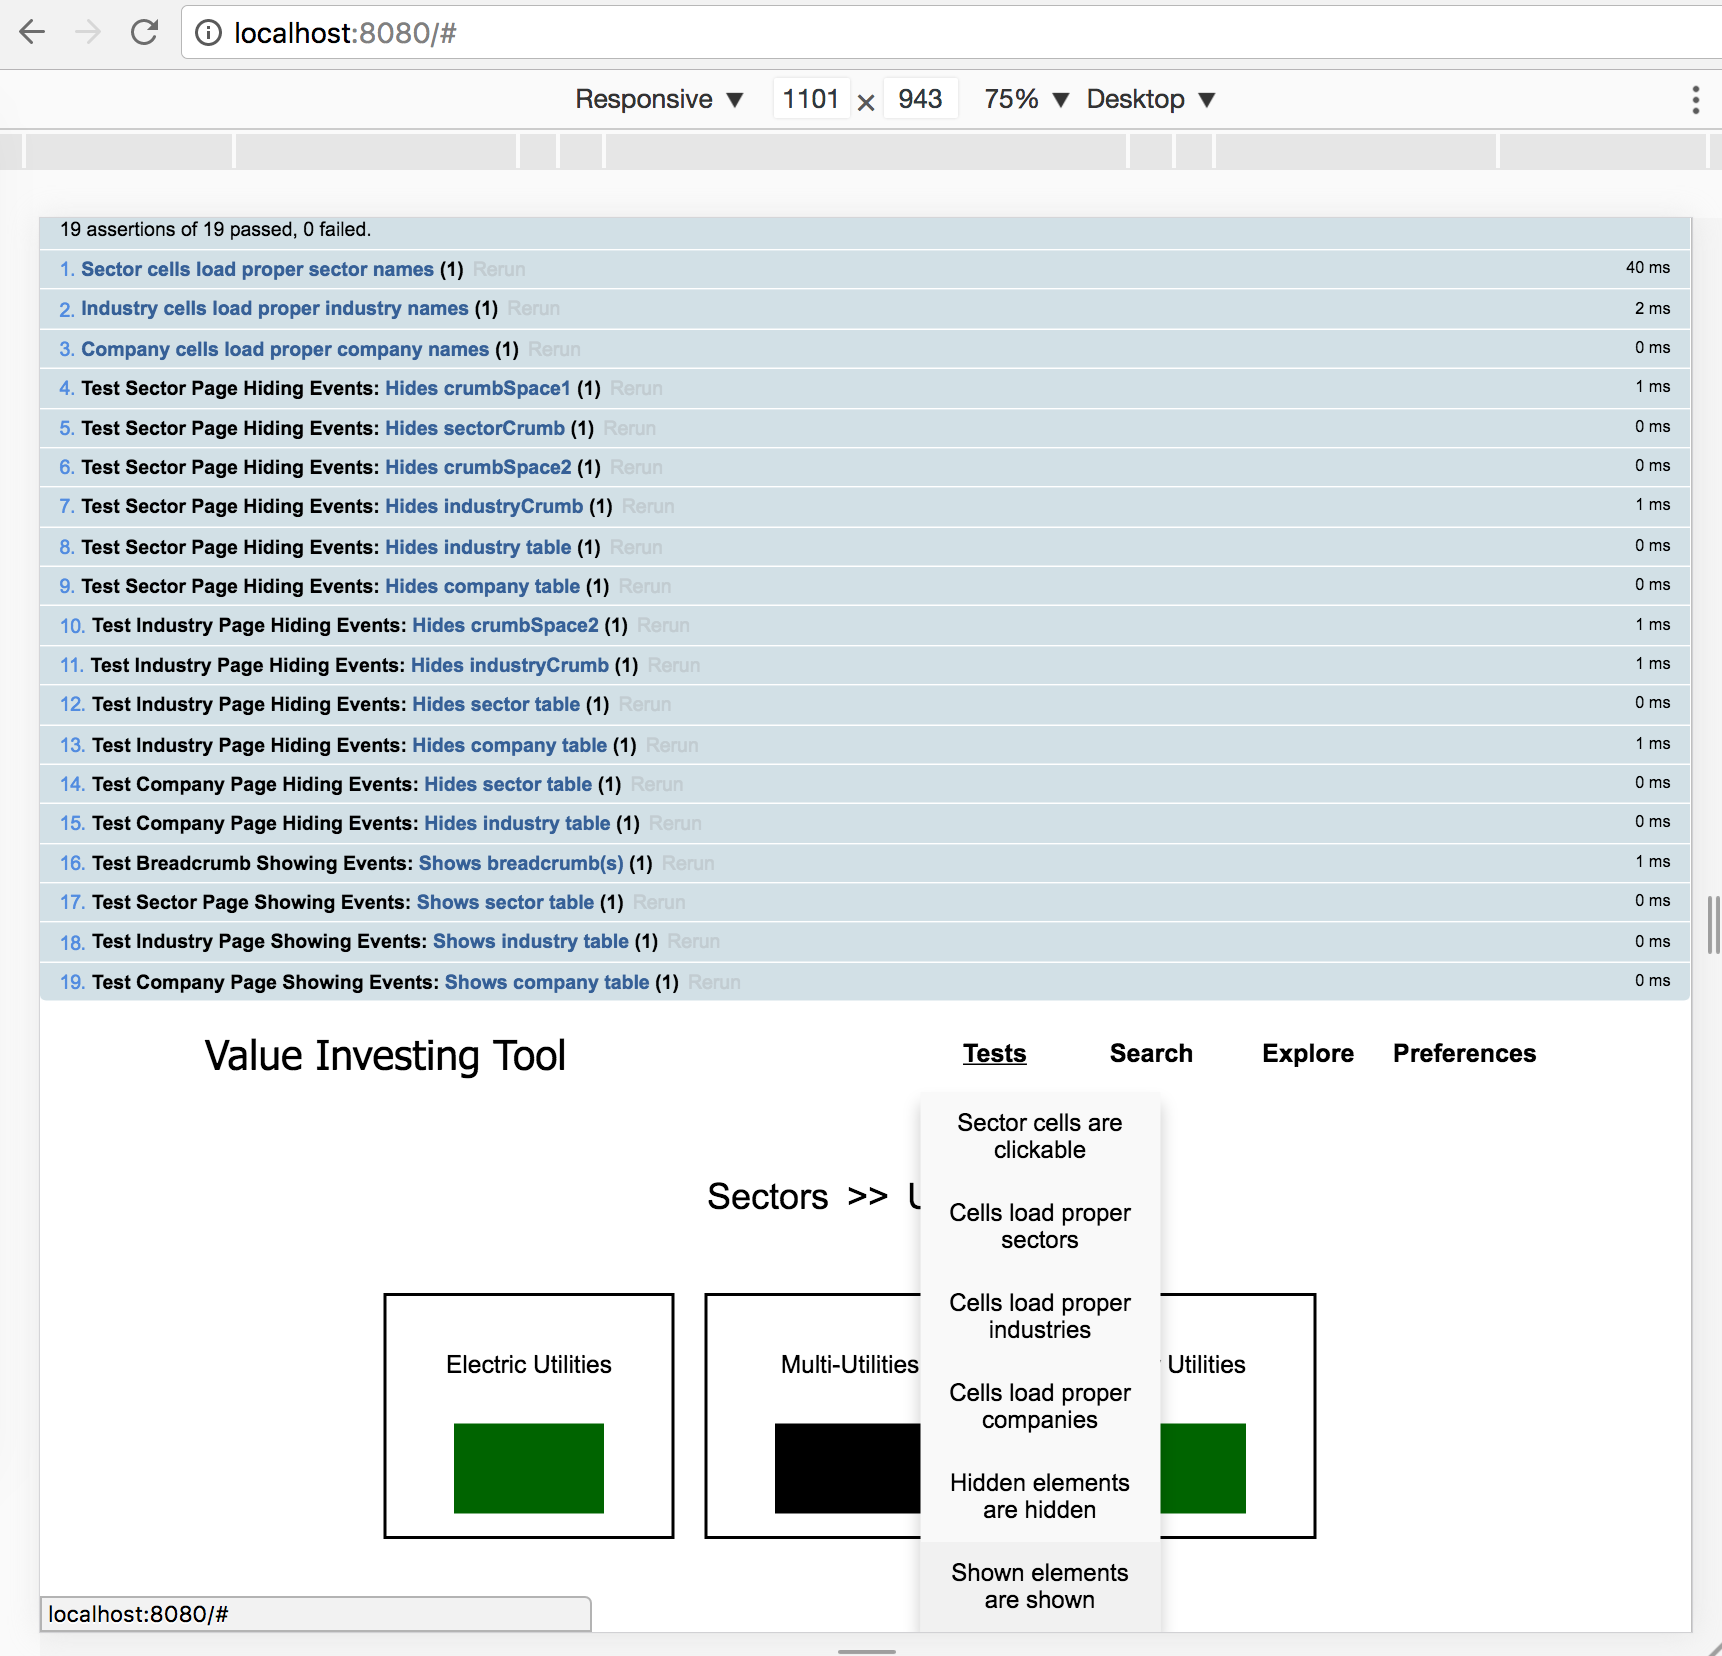 localhost:8080/#
Responsive ▼ 1101 × 943 75% ▼ Desktop ▼
19 assertions of 19 passed, 0 failed.
1. Sector cells load proper sector names (1) Rerun 40 ms
2. Industry cells load proper industry names (1) Rerun 2 ms
3. Company cells load proper company names (1) Rerun 0 ms
4. Test Sector Page Hiding Events: Hides crumbSpace1 (1) Rerun 1 ms
5. Test Sector Page Hiding Events: Hides sectorCrumb (1) Rerun 0 ms
6. Test Sector Page Hiding Events: Hides crumbSpace2 (1) Rerun 0 ms
7. Test Sector Page Hiding Events: Hides industryCrumb (1) Rerun 1 ms
8. Test Sector Page Hiding Events: Hides industry table (1) Rerun 0 ms
9. Test Sector Page Hiding Events: Hides company table (1) Rerun 0 ms
10. Test Industry Page Hiding Events: Hides crumbSpace2 (1) Rerun 1 ms
11. Test Industry Page Hiding Events: Hides industryCrumb (1) Rerun 1 ms
12. Test Industry Page Hiding Events: Hides sector table (1) Rerun 0 ms
13. Test Industry Page Hiding Events: Hides company table (1) Rerun 1 ms
14. Test Company Page Hiding Events: Hides sector table (1) Rerun 0 ms
15. Test Company Page Hiding Events: Hides industry table (1) Rerun 0 ms
16. Test Breadcrumb Showing Events: Shows breadcrumb(s) (1) Rerun 1 ms
17. Test Sector Page Showing Events: Shows sector table (1) Rerun 0 ms
18. Test Industry Page Showing Events: Shows industry table (1) Rerun 0 ms
19. Test Company Page Showing Events: Shows company table (1) Rerun 0 ms
Value Investing Tool
Tests Search Explore Preferences
Sector cells are
clickable
Cells load proper
sectors
Cells load proper
industries
Cells load proper
companies
Hidden elements
are hidden
Shown elements
are shown
Sectors >>
Electric Utilities
Multi-Utilities
Utilities
localhost:8080/#